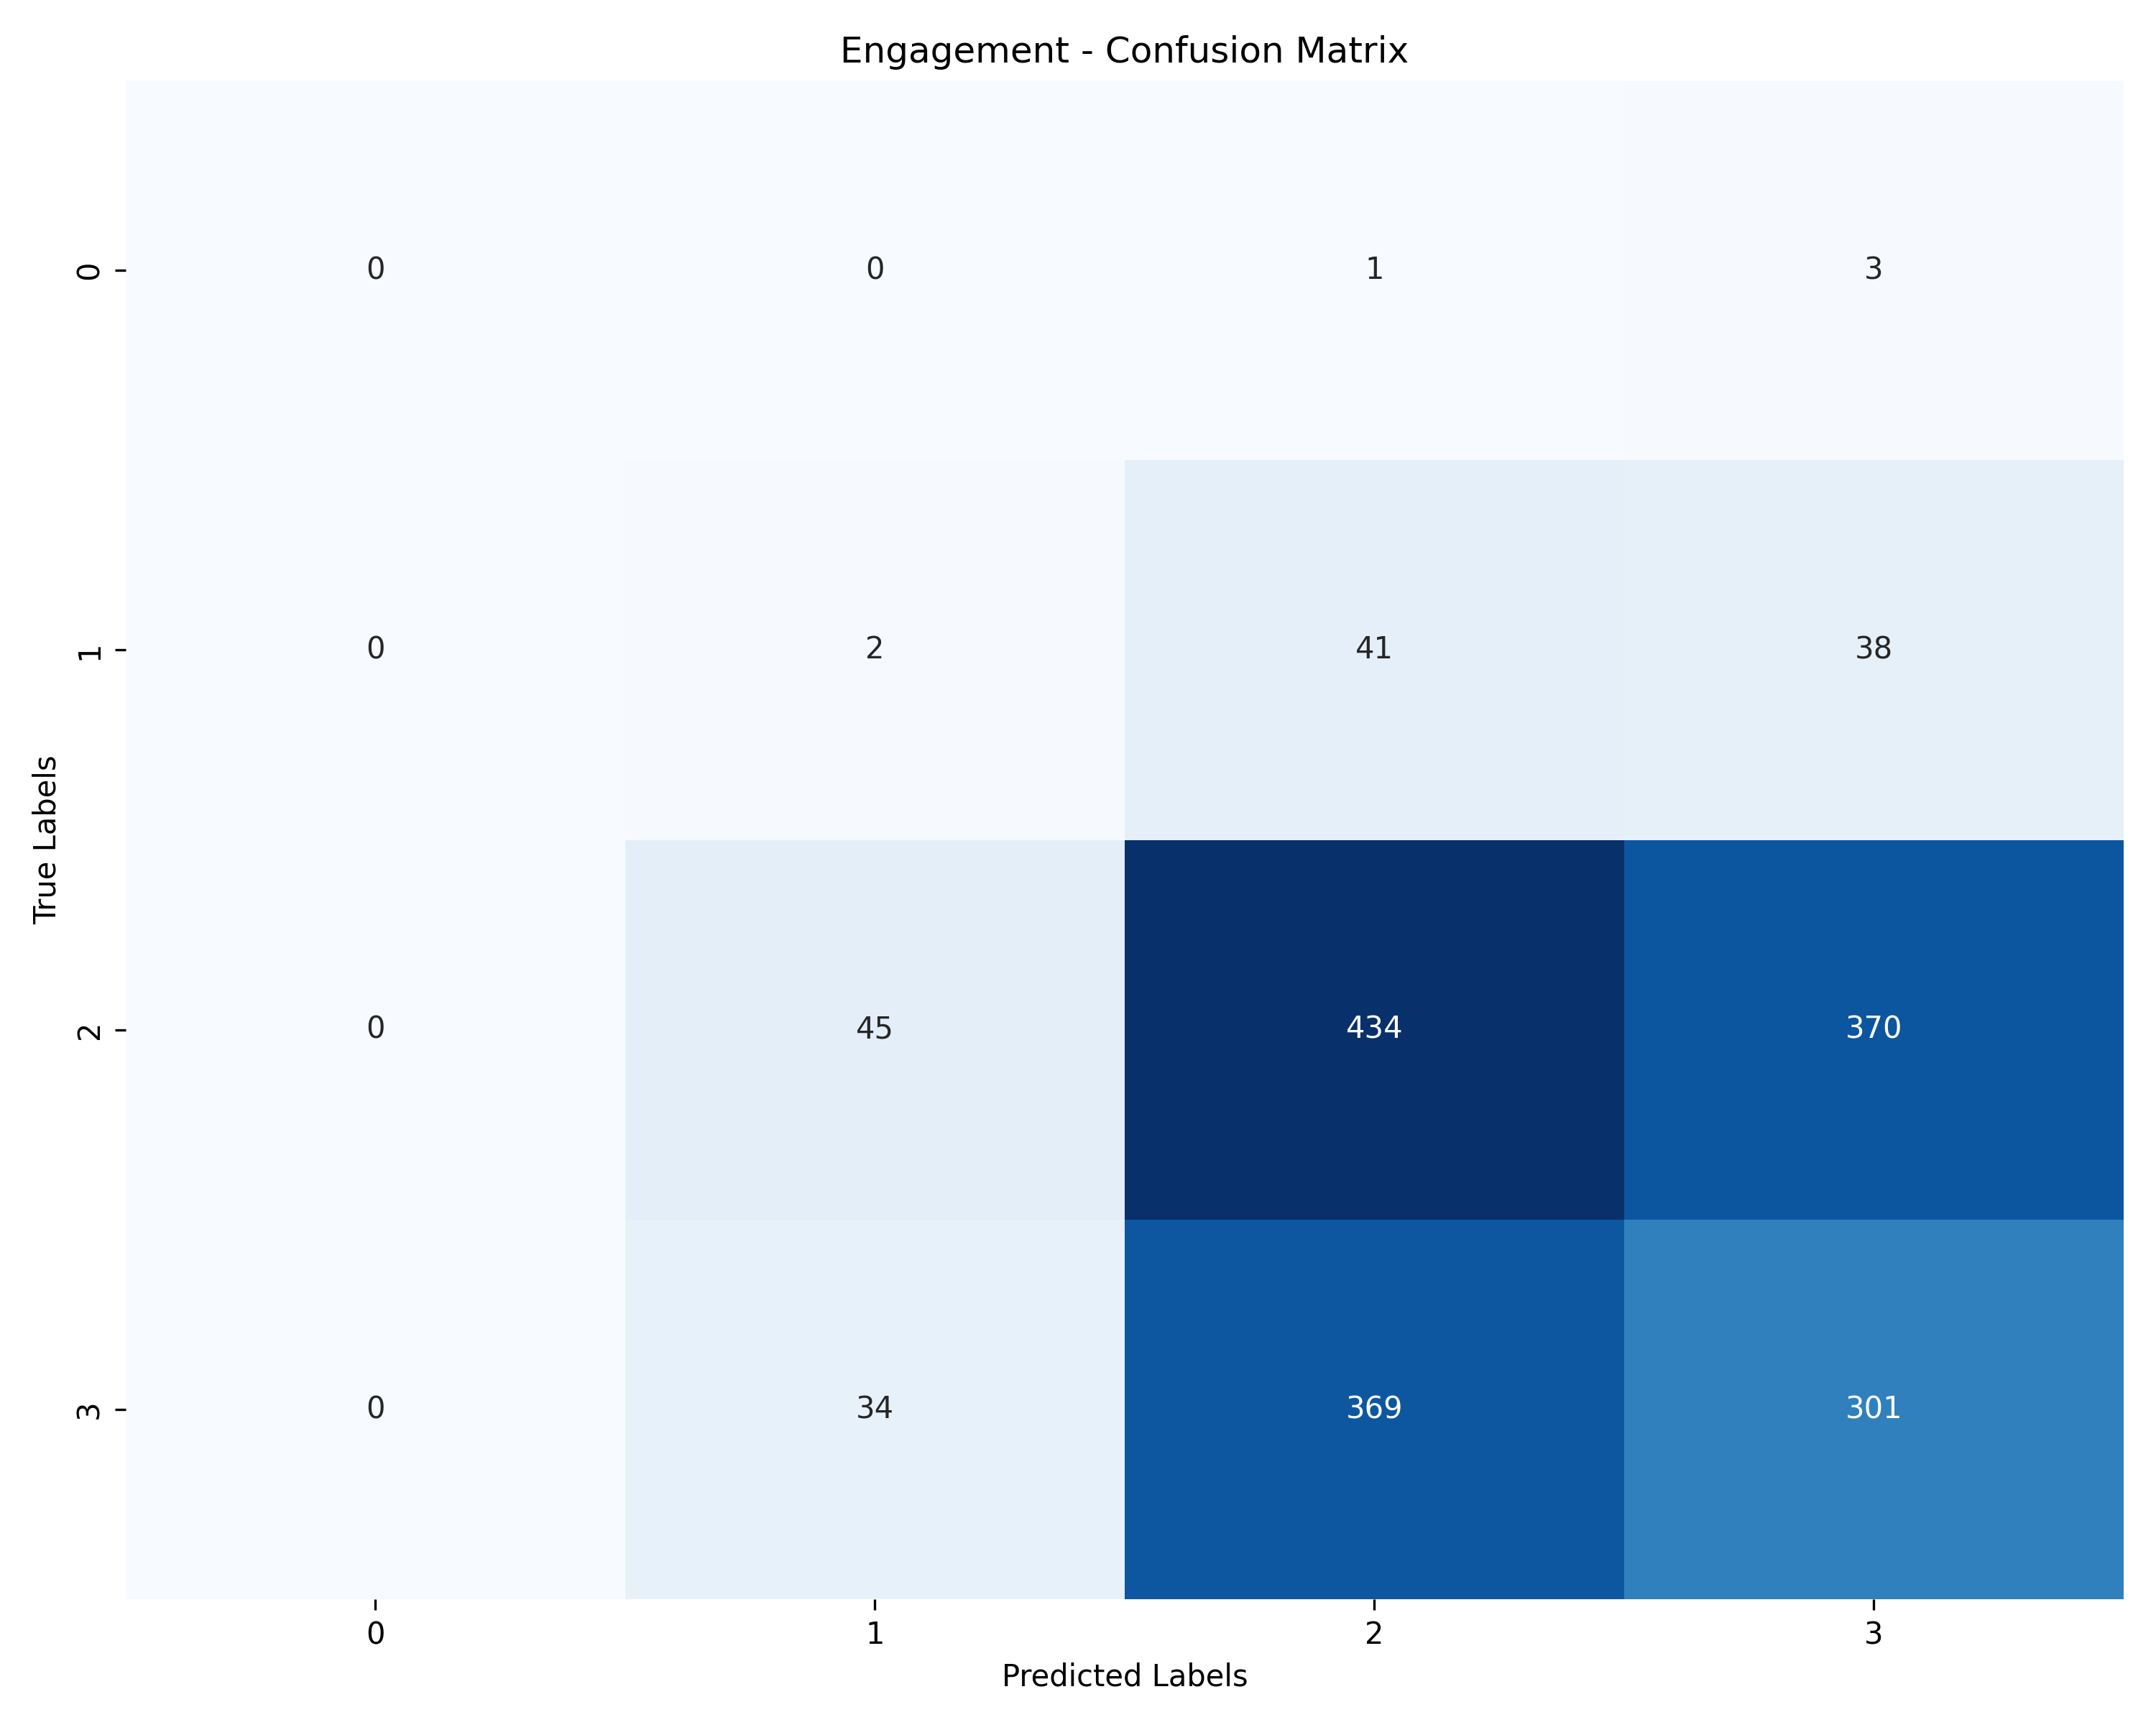 Engagement - Confusion Matrix
True Labels
0 0 0 1 3
1 0 2 41 38
2 0 45 434 370
3 0 34 369 301
0 1 2 3
Predicted Labels